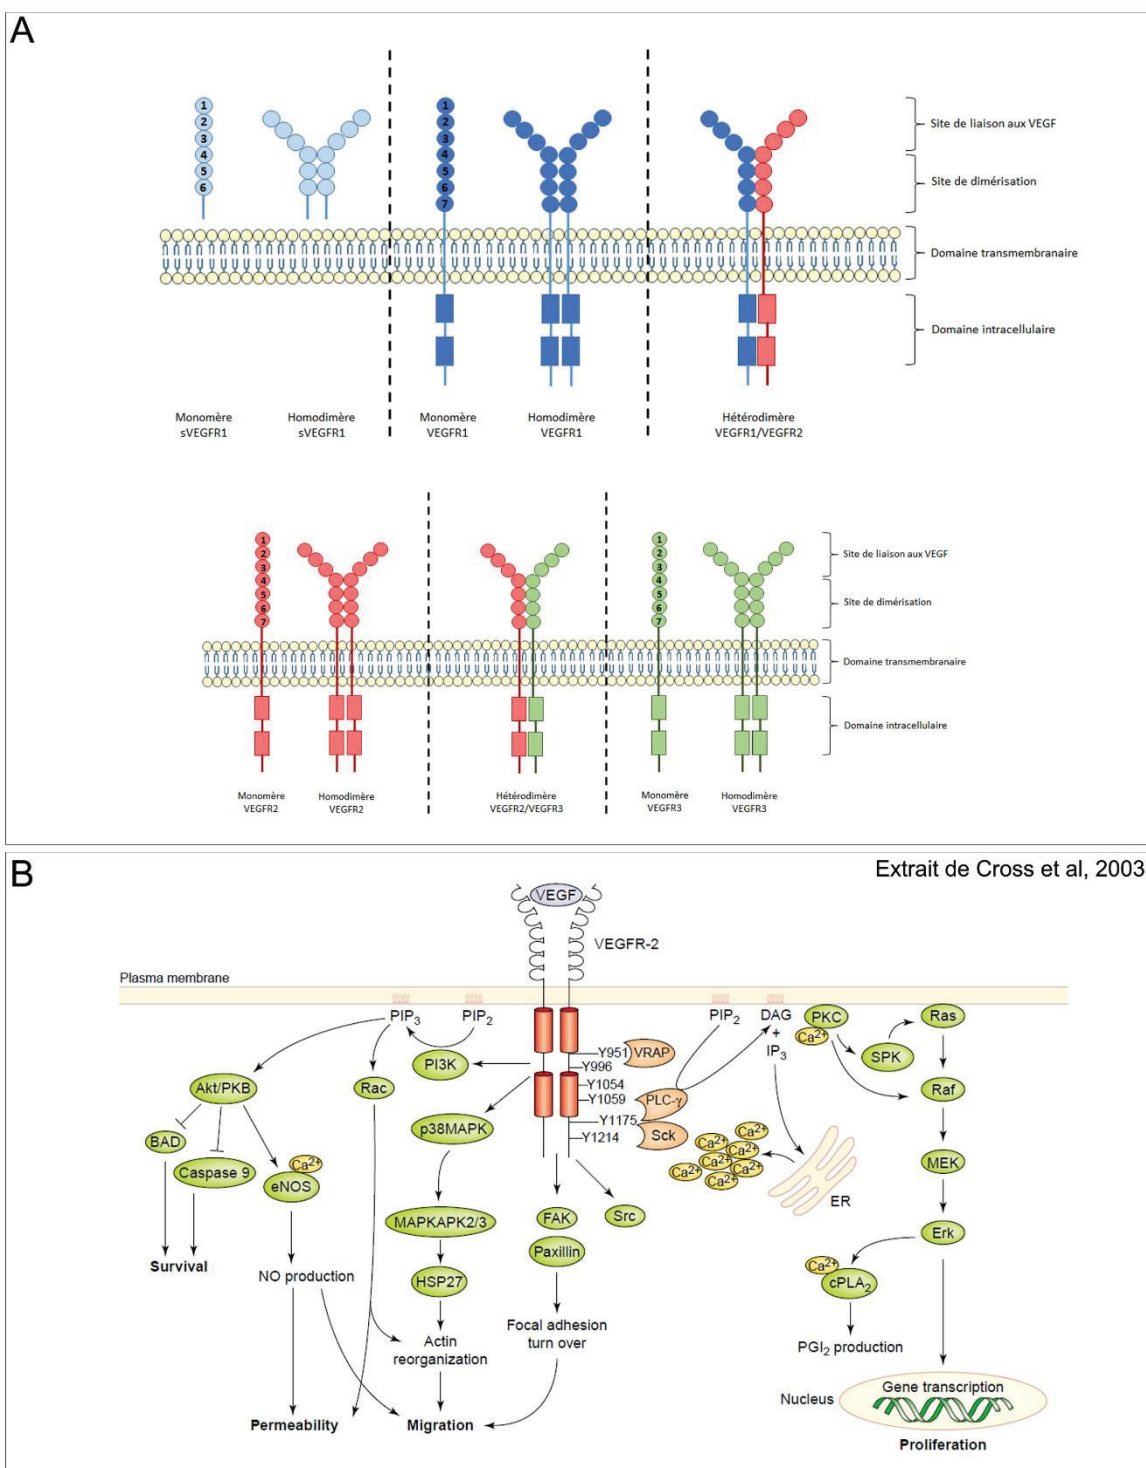 A
1
2
3
4
5
6
1
2
3
4
5
6
7
Site de liaison aux VEGF
Site de dimérisation
Domaine transmembranaire
Domaine intracellulaire
Monomère
sVEGFR1
Homodimère
sVEGFR1
Monomère
VEGFR1
Homodimère
VEGFR1
Hétérodimère
VEGFR1/VEGFR2
1
2
3
4
5
6
7
1
2
3
4
5
6
7
Site de liaison aux VEGF
Site de dimérisation
Domaine transmembranaire
Domaine intracellulaire
Monomère
VEGFR2
Homodimère
VEGFR2
Hétérodimère
VEGFR2/VEGFR3
Monomère
VEGFR3
Homodimère
VEGFR3
B
Extrait de Cross et al, 2003
VEGF
VEGFR-2
Plasma membrane
PIP3
PIP2
PI3K
Akt/PKB
Rac
BAD
Caspase 9
Ca2+
eNOS
p38MAPK
MAPKAPK2/3
HSP27
Survival
NO production
Actin
reorganization
Permeability
Migration
FAK
Paxillin
Focal adhesion
turn over
Src
Y951
VRAP
Y996
Y1054
Y1059
PLC-γ
Y1175
Sck
Y1214
PIP2
DAG
+
IP3
PKC
Ca2+
SPK
Ras
Raf
MEK
Erk
Ca2+
Ca2+
Ca2+
Ca2+
Ca2+
Ca2+
Ca2+
ER
Ca2+
cPLA2
PGI2 production
Nucleus
Gene transcription
Proliferation